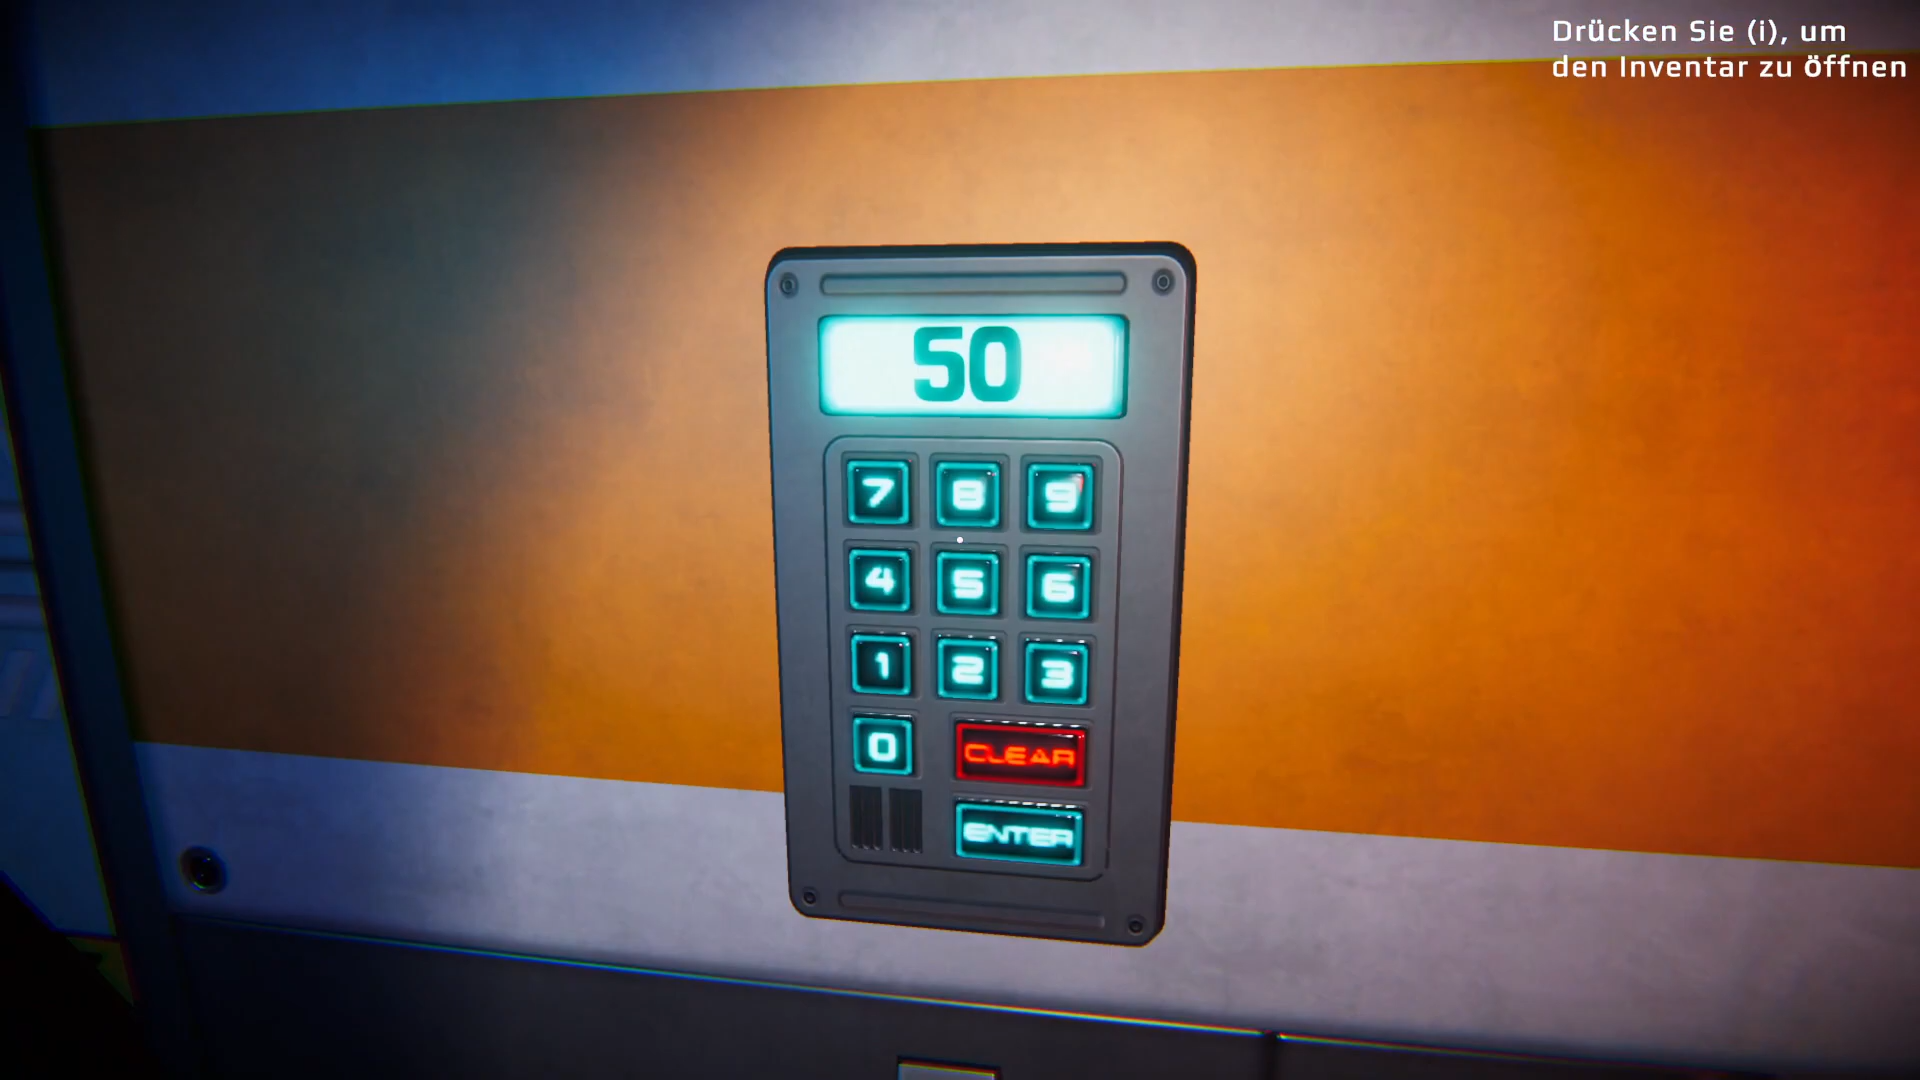 Drücken Sie (i), um
den Inventar zu öffnen
50
7 8 9
4 5 6
1 2 3
0 CLEAR
ENTER